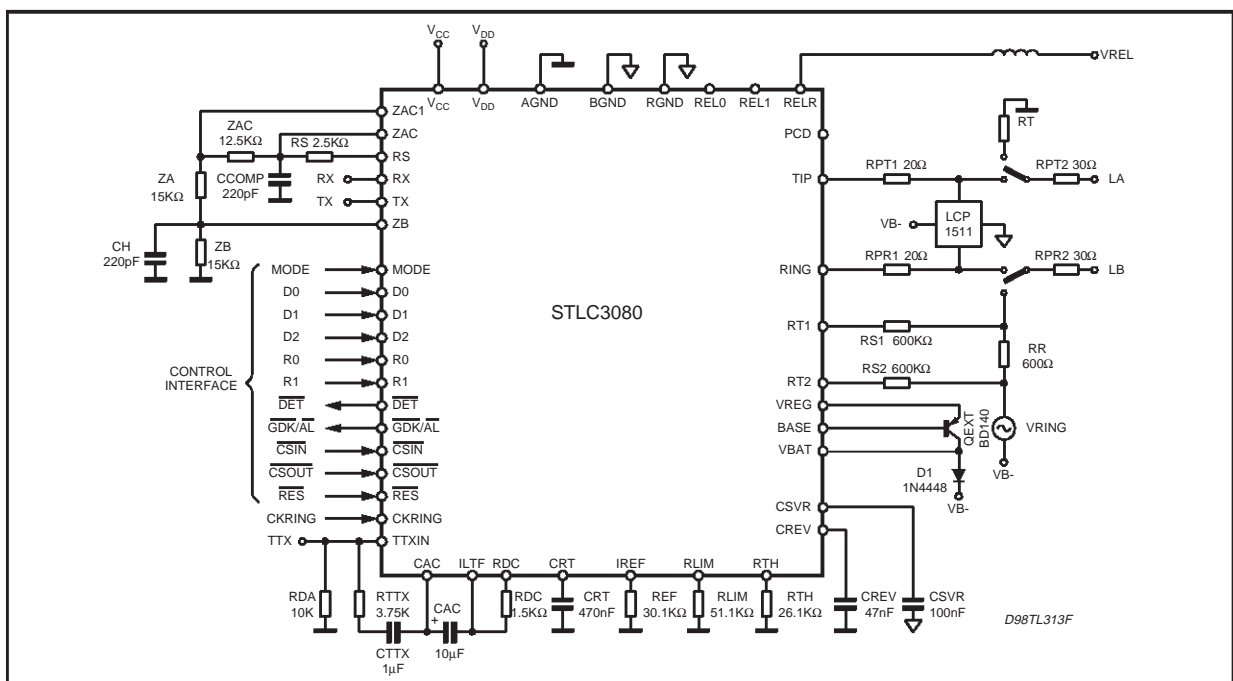 VCC
VDD
VREL
VCC
VDD
AGND
BGND
RGND
REL0
REL1
RELR
ZAC1
ZAC
12.5KΩ
RS 2.5KΩ
ZAC
RS
CCOMP
220pF
RX
RX
TX
TX
ZA
15KΩ
ZB
CH
220pF
ZB
15KΩ
PCD
RT
TIP
RPT1 20Ω
RPT2 30Ω
LA
VB-
LCP
1511
RING
RPR1 20Ω
RPR2 30Ω
LB
STLC3080
RT1
RS1 600KΩ
RR
600Ω
RT2
RS2 600KΩ
VREG
BASE
VBAT
QEXT
BD140
VRING
VB-
D1
1N4448
VB-
CSVR
CREV
CONTROL
INTERFACE
MODE
MODE
D0
D0
D1
D1
D2
D2
R0
R0
R1
R1
DET
DET
GDK/AL
GDK/AL
CSIN
CSIN
CSOUT
CSOUT
RES
RES
CKRING
CKRING
TTX
TTXIN
CAC
ILTF
RDC
CRT
IREF
RLIM
RTH
RDA
10K
RTTX
3.75K
CAC
+
10µF
CTTX
1µF
RDC
1.5KΩ
CRT
470nF
REF
30.1KΩ
RLIM
51.1KΩ
RTH
26.1KΩ
CREV
47nF
CSVR
100nF
D98TL313F